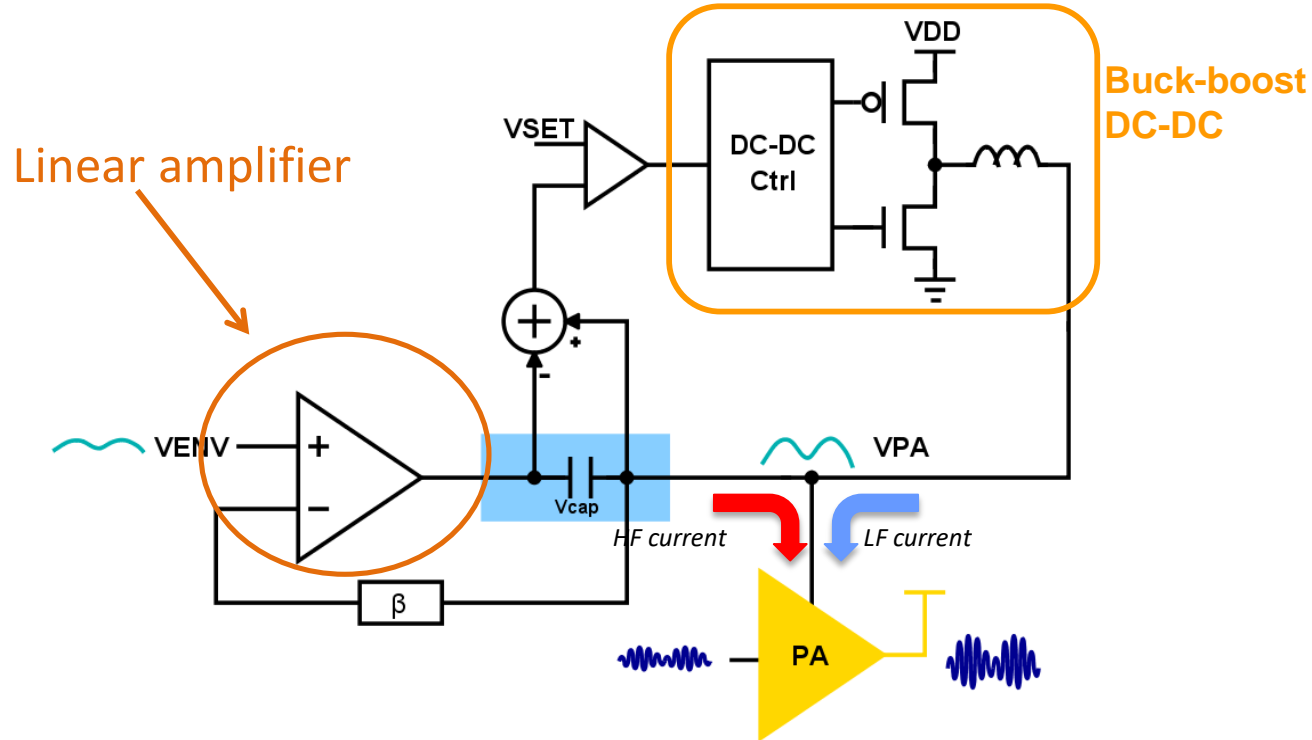 VDD
Buck-boost
DC-DC
VSET
DC-DC
Ctrl
Linear amplifier
+
+
-
VENV
+
−
Vcap
VPA
HF current
LF current
β
PA